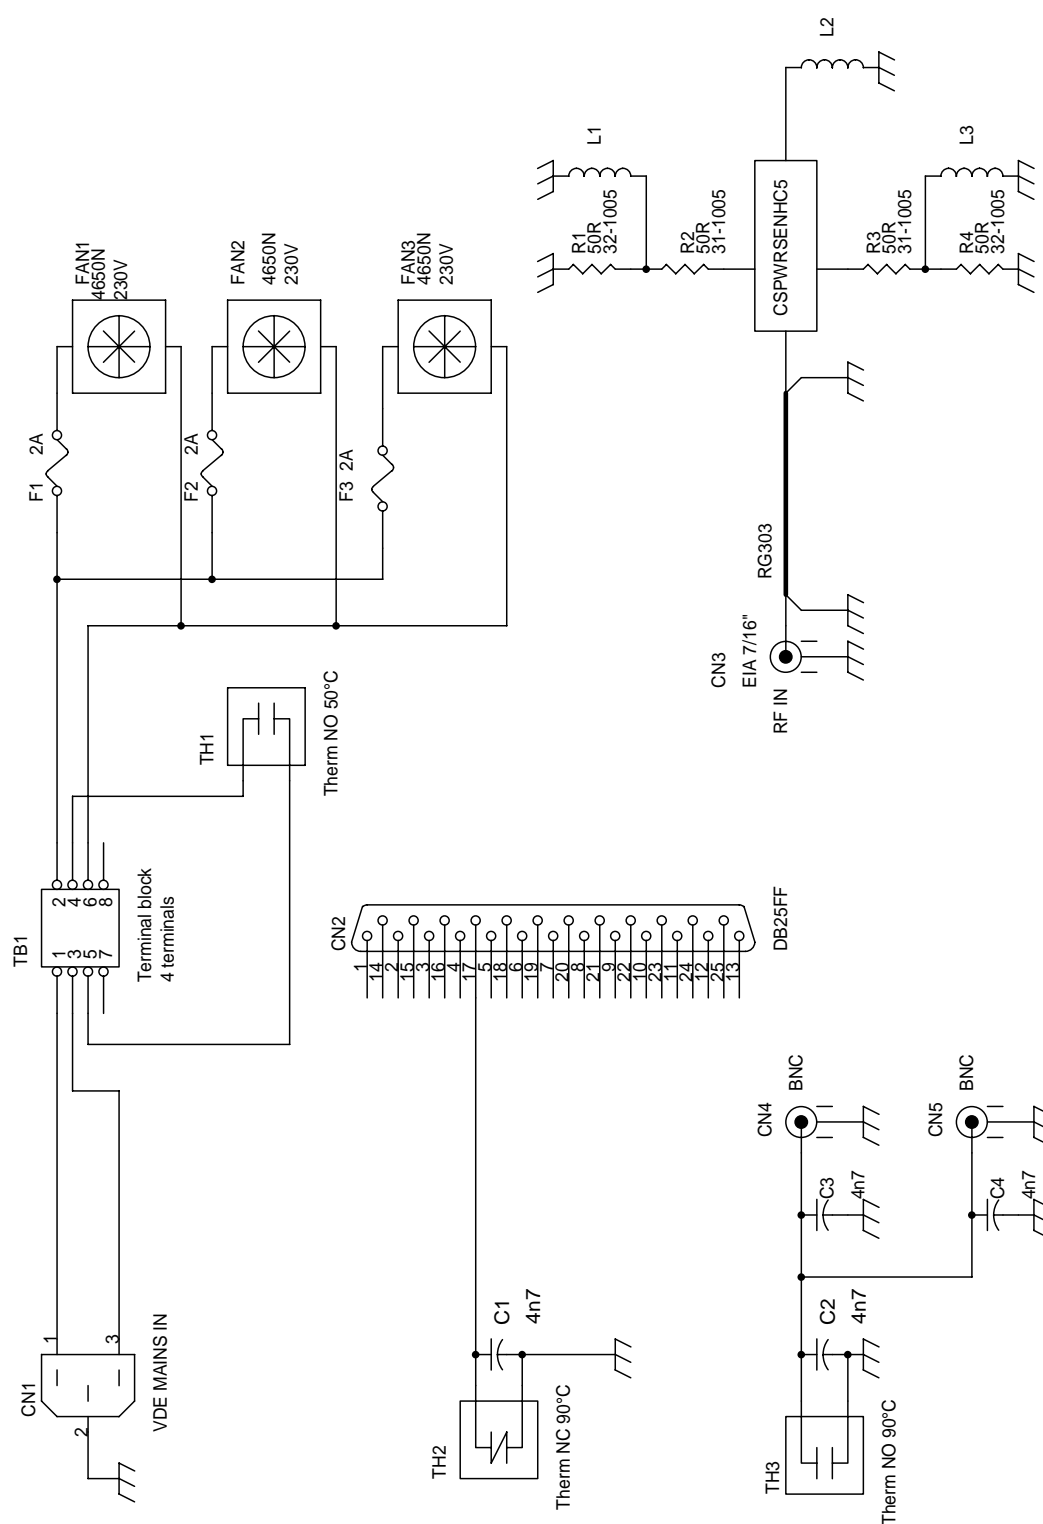 CN1
VDE MAINS IN
1
2
3
TB1
1
3
5
7
2
4
6
8
Terminal block
4 terminals
F1 2A
F2 2A
F3 2A
FAN1
4650N
230V
FAN2
4650N
230V
FAN3
4650N
230V
TH1
Therm NO 50°C
TH2
Therm NC 90°C
C1
4n7
CN2
1
14
2
15
3
16
4
17
5
18
6
19
7
20
8
21
9
22
10
23
11
24
12
25
13
DB25FF
TH3
Therm NO 90°C
C2
4n7
C3
4n7
CN4
BNC
C4
4n7
CN5
BNC
CN3
EIA 7/16"
RF IN
RG303
CSPWRSENHC5
R1
50R
32-1005
L1
R2
50R
31-1005
L2
R3
50R
31-1005
R4
50R
32-1005
L3